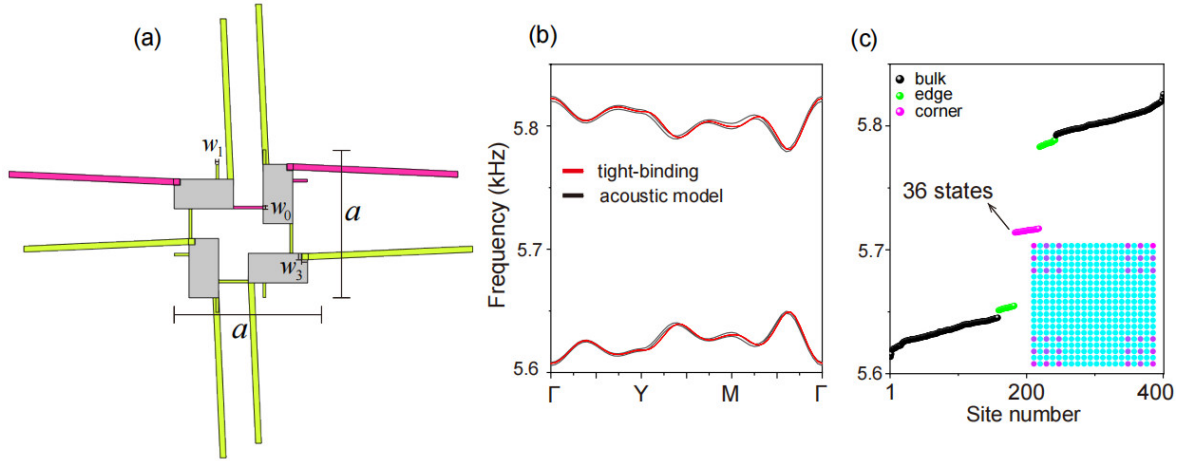 (a)
w₁
w₀
w₃
a
a
(b)
Frequency (kHz)
5.8
5.7
5.6
tight-binding
acoustic model
Γ Y M Γ
(c)
bulk
edge
corner
36 states
5.8
5.7
5.6
1 200 400
Site number